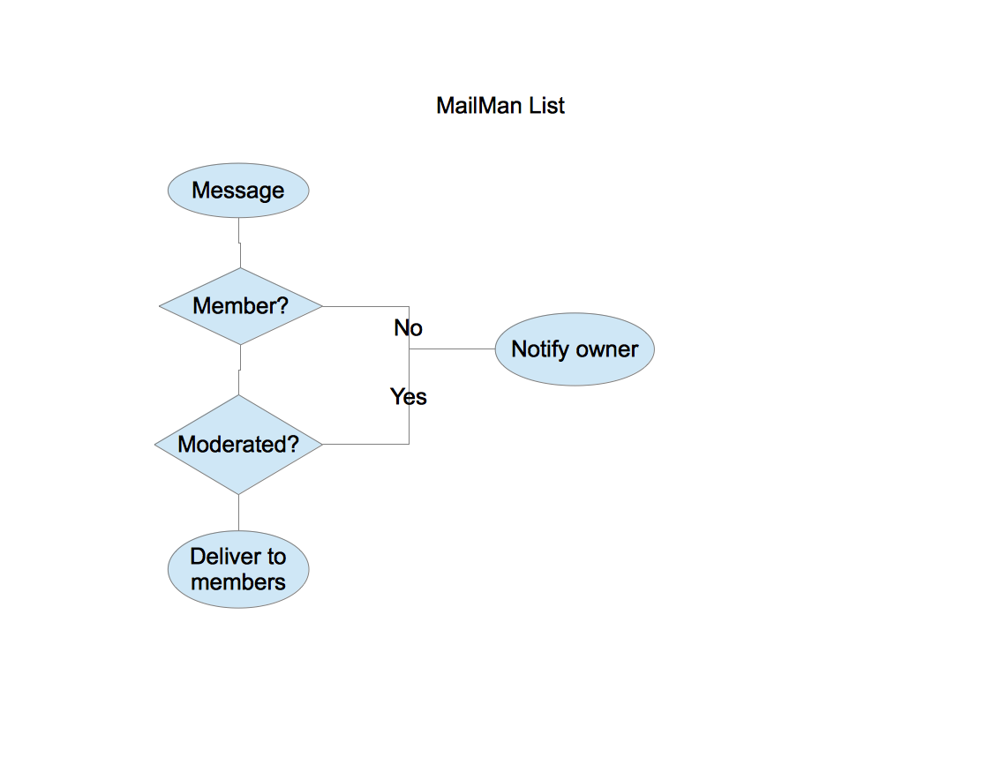 MailMan List
Message
Member?
No
Notify owner
Yes
Moderated?
Deliver to
members